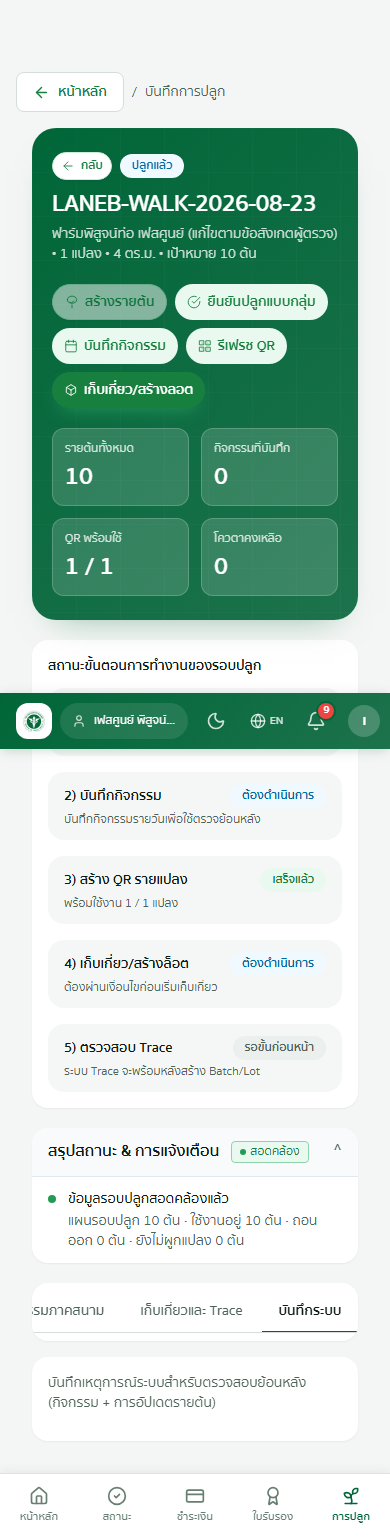 หน้าหลัก / บันทึกการปลูก
กลับ ปลูกแล้ว
LANEB-WALK-2026-08-23
ฟาร์มพิสูจน์ท่อ เฟสศูนย์ (แก้ไขตามข้อสังเกตผู้ตรวจ)
• 1 แปลง • 4 ตร.ม. • เป้าหมาย 10 ต้น
สร้างรายต้น ยืนยันปลูกแบบกลุ่ม
บันทึกกิจกรรม รีเฟรช QR
เก็บเกี่ยว/สร้างลอต
รายต้นทั้งหมด กิจกรรมที่บันทึก
10 0
QR พร้อมใช้ โควตาคงเหลือ
1 / 1 0
สถานะขั้นตอนการทำงานของรอบปลูก
เฟสศูนย์ พิสูจน์... EN 9 I
2) บันทึกกิจกรรม ต้องดำเนินการ
บันทึกกิจกรรมรายวันเพื่อใช้ตรวจย้อนหลัง
3) สร้าง QR รายแปลง เสร็จแล้ว
พร้อมใช้งาน 1 / 1 แปลง
4) เก็บเกี่ยว/สร้างล็อต ต้องดำเนินการ
ต้องผ่านเงื่อนไขก่อนเริ่มเก็บเกี่ยว
5) ตรวจสอบ Trace รอขั้นก่อนหน้า
ระบบ Trace จะพร้อมหลังสร้าง Batch/Lot
สรุปสถานะ & การแจ้งเตือน สอดคล้อง ^
ข้อมูลรอบปลูกสอดคล้องแล้ว
แผนรอบปลูก 10 ต้น · ใช้งานอยู่ 10 ต้น · ถอน
ออก 0 ต้น · ยังไม่ผูกแปลง 0 ต้น
รมภาคสนาม เก็บเกี่ยวและ Trace บันทึกระบบ
บันทึกเหตุการณ์ระบบสำหรับตรวจสอบย้อนหลัง
(กิจกรรม + การอัปเดตรายต้น)
หน้าหลัก สถานะ ชำระเงิน ใบรับรอง การปลูก